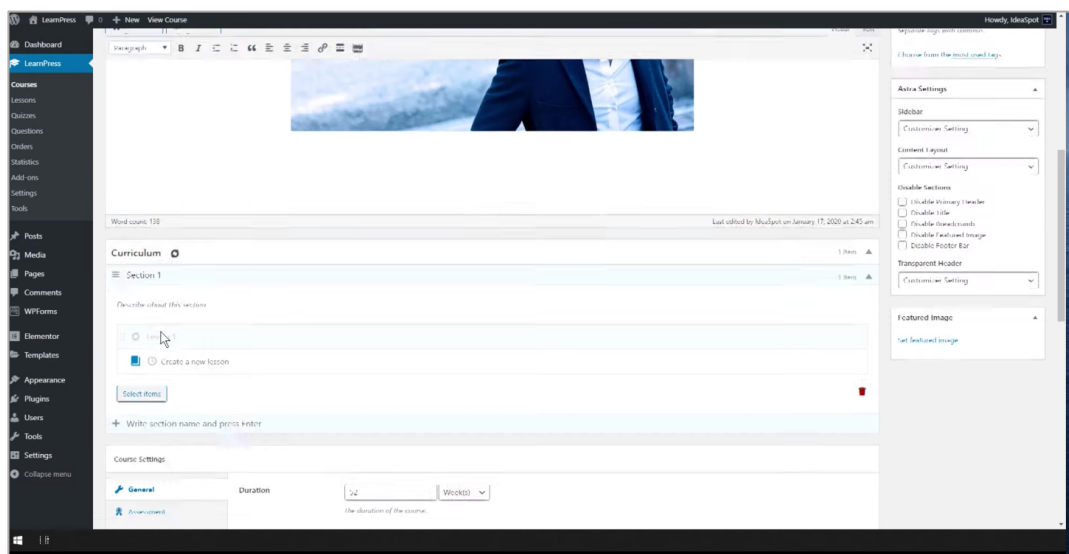 LearnPress 0 + New View Course Howdy, IdeaSpot
Dashboard
LearnPress
Courses
Lessons
Quizzes
Questions
Orders
Statistics
Add-ons
Settings
Tools
Posts
Media
Pages
Comments
WPForms
Elementor
Templates
Appearance
Plugins
Users
Tools
Settings
Collapse menu
Paragraph
Word count: 138 Last edited by IdeaSpot on January 17, 2020 at 2:45 am
Curriculum 1 Item
Section 1 1 Item
Describe about this section
Create a new lesson
Select items
+ Write section name and press Enter
Course Settings
General
Duration 52 Week(s)
The duration of the course.
Assessment
Separate tags with commas
Choose from the most used tags
Astra Settings
Sidebar
Customizer Setting
Content Layout
Customizer Setting
Disable Sections
Disable Primary Header
Disable Title
Disable Breadcrumb
Disable Featured Image
Disable Footer Bar
Transparent Header
Customizer Setting
Featured Image
Set featured image